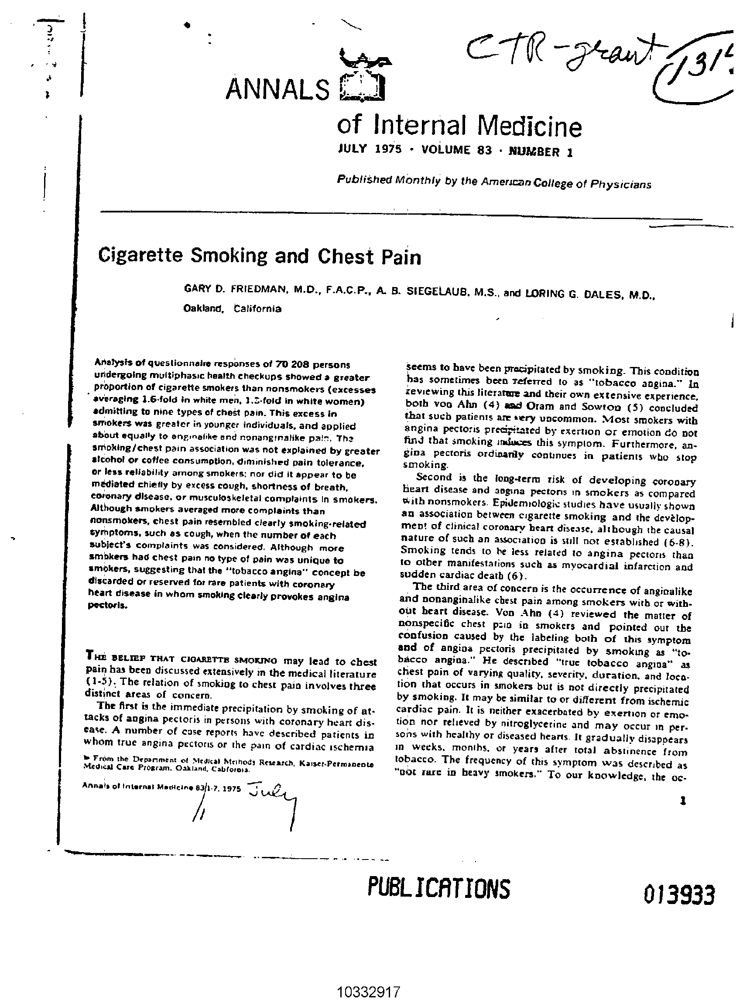 CTR-grant
131
ANNALS
of Internal Medicine
JULY 1975 · VOLUME 83 · NUMBER 1
Published Monthly by the American College of Physicians
Cigarette Smoking and Chest Pain
GARY D. FRIEDMAN, M.D., F.A.C.P., A. B. SIEGELAUB, M.S., and LORING G. DALES, M.D.,
Oakland, California
Analysis of questionnaire responses of 70 208 persons
undergoing multiphasic health checkups showed a greater
proportion of cigarette smokers than nonsmokers (excesses
averaging 1.6-fold in white men, 1.5-fold in white women)
admitting to nine types of chest pain. This excess in
smokers was greater in younger individuals, and applied
about equally to anginalike and nonanginalike pain. The
smoking/chest pain association was not explained by greater
alcohol or coffee consumption, diminished pain tolerance,
or less reliability among smokers; nor did it appear to be
mediated chiefly by excess cough, shortness of breath,
coronary disease, or musculoskeletal complaints in smokers.
Although smokers averaged more complaints than
nonsmokers, chest pain resembled clearly smoking-related
symptoms, such as cough, when the number of each
subject's complaints was considered. Although more
smokers had chest pain no type of pain was unique to
smokers, suggesting that the "tobacco angina" concept be
discarded or reserved for rare patients with coronary
heart disease in whom smoking clearly provokes angina
pectoris.
THE BELIEF THAT CIGARETTE SMOKING may lead to chest
pain has been discussed extensively in the medical literature
(1-5). The relation of smoking to chest pain involves three
distinct areas of concern.
The first is the immediate precipitation by smoking of at-
tacks of angina pectoris in persons with coronary heart dis-
ease. A number of case reports have described patients in
whom true angina pectoris or the pain of cardiac ischemia
► From the Department of Medical Methods Research, Kaiser-Permanente
Medical Care Program, Oakland, California.
Annals of Internal Medicine 83:1-7, 1975
July
seems to have been precipitated by smoking. This condition
has sometimes been referred to as "tobacco angina." In
reviewing this literature and their own extensive experience,
both von Ahn (4) and Oram and Sowton (5) concluded
that such patients are very uncommon. Most smokers with
angina pectoris precipitated by exertion or emotion do not
find that smoking induces this symptom. Furthermore, an-
gina pectoris ordinarily continues in patients who stop
smoking.
Second is the long-term risk of developing coronary
heart disease and angina pectoris in smokers as compared
with nonsmokers. Epidemiologic studies have usually shown
an association between cigarette smoking and the develop-
ment of clinical coronary heart disease, although the causal
nature of such an association is still not established (6-8).
Smoking tends to be less related to angina pectoris than
to other manifestations such as myocardial infarction and
sudden cardiac death (6).
The third area of concern is the occurrence of anginalike
and nonanginalike chest pain among smokers with or with-
out heart disease. Von Ahn (4) reviewed the matter of
nonspecific chest pain in smokers and pointed out the
confusion caused by the labeling both of this symptom
and of angina pectoris precipitated by smoking as "to-
bacco angina." He described "true tobacco angina" as
chest pain of varying quality, severity, duration, and loca-
tion that occurs in smokers but is not directly precipitated
by smoking. It may be similar to or different from ischemic
cardiac pain. It is neither exacerbated by exertion or emo-
tion nor relieved by nitroglycerine and may occur in per-
sons with healthy or diseased hearts. It gradually disappears
in weeks, months, or years after total abstinence from
tobacco. The frequency of this symptom was described as
"not rare in heavy smokers." To our knowledge, the oc-
1
PUBLICATIONS
013933
10332917